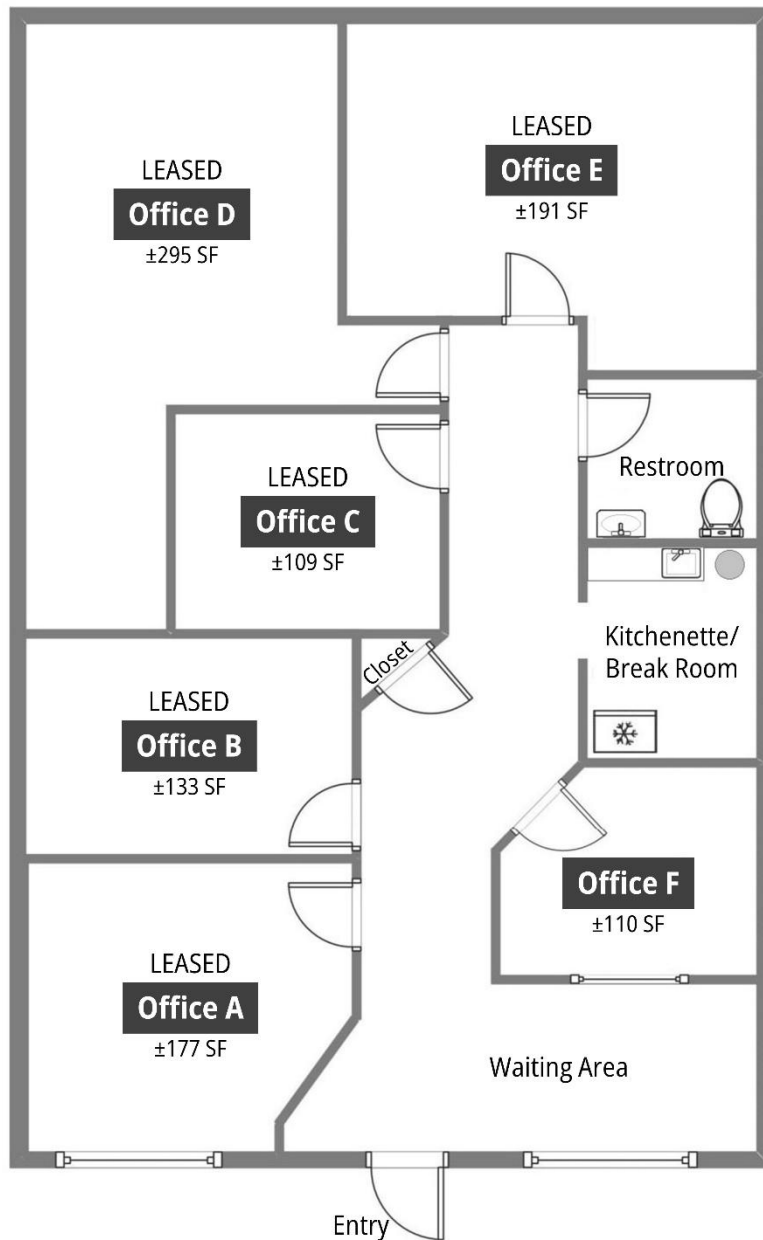 LEASED
Office E
±191 SF
LEASED
Office D
±295 SF
Restroom
LEASED
Office C
±109 SF
Kitchenette/
Break Room
Closet
LEASED
Office B
±133 SF
Office F
±110 SF
LEASED
Office A
±177 SF
Waiting Area
Entry